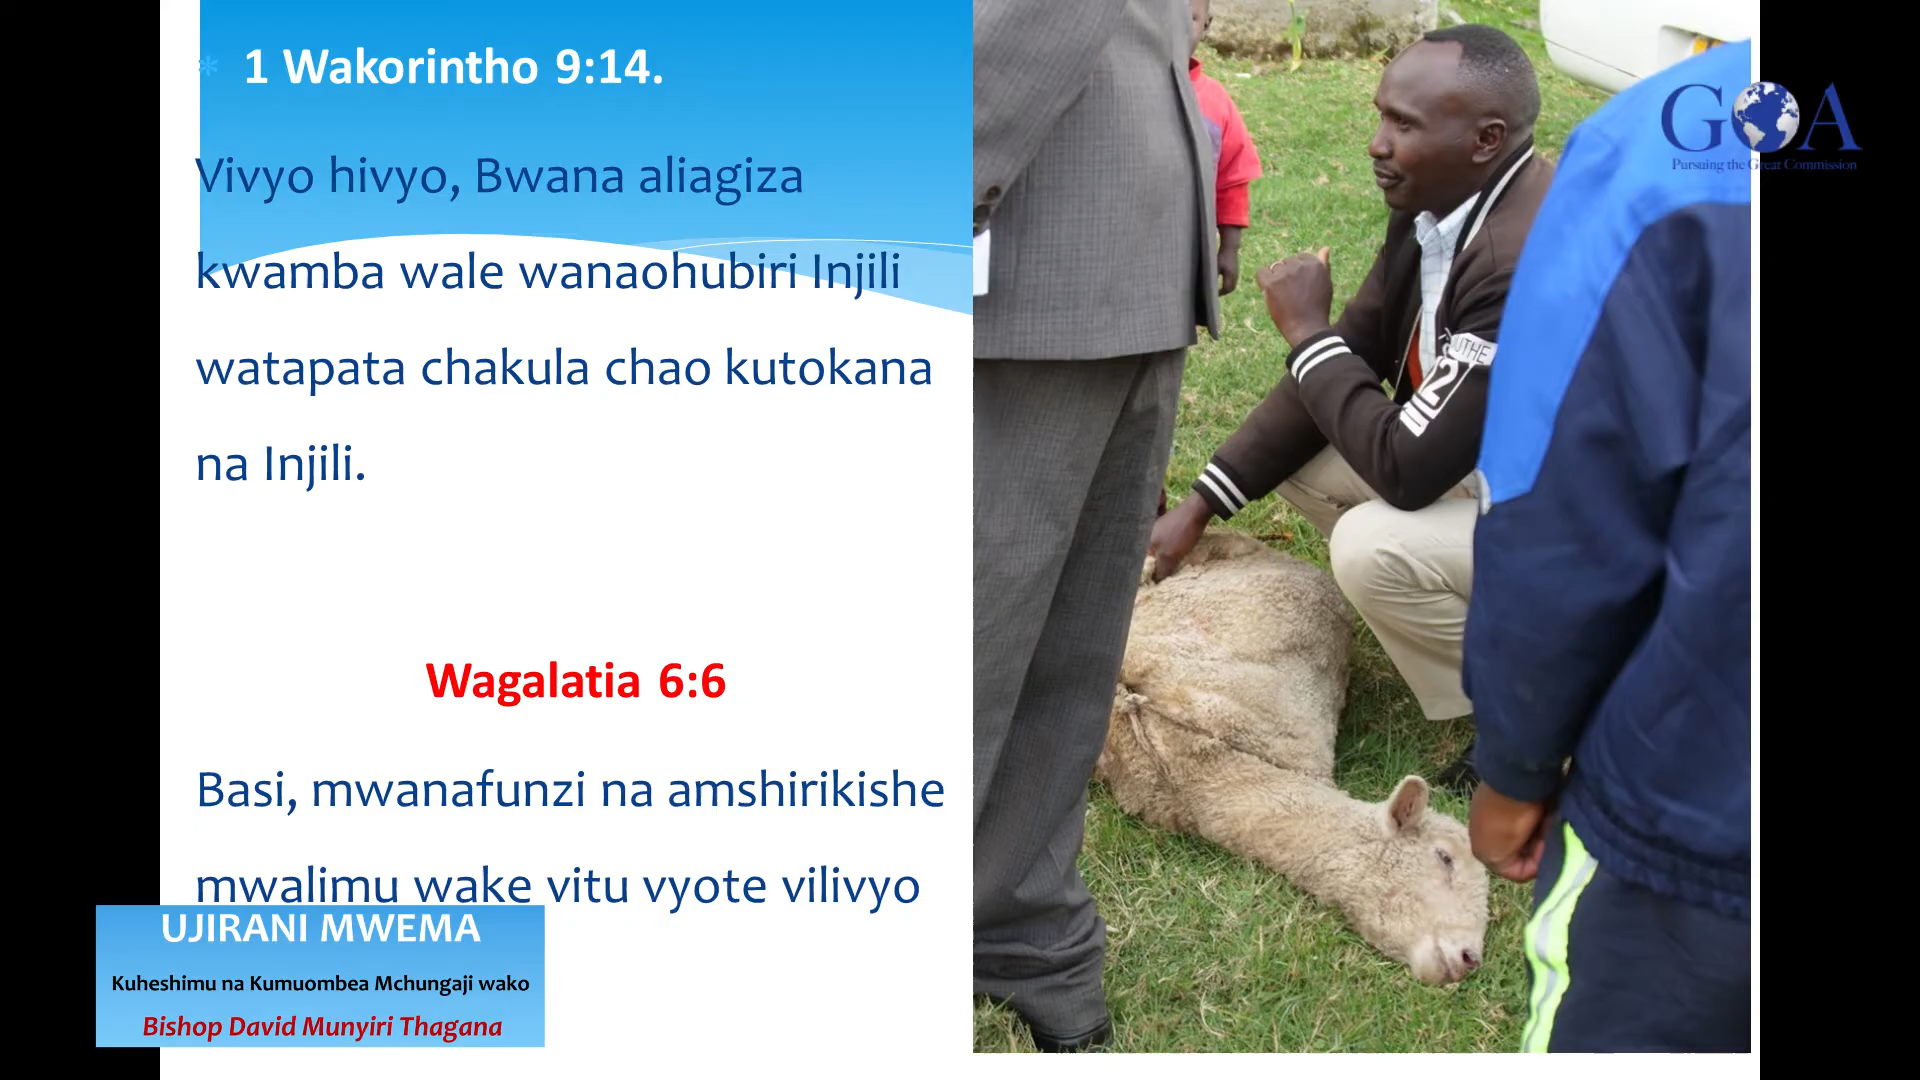 * 1 Wakorintho 9:14.
Vivyo hivyo, Bwana aliagiza
kwamba wale wanaohubiri Injili
watapata chakula chao kutokana
na Injili.
Wagalatia 6:6
Basi, mwanafunzi na amshirikishe
mwalimu wake vitu vyote vilivyo
UJIRANI MWEMA
Kuheshimu na Kumuombea Mchungaji wako
Bishop David Munyiri Thagana
GOA
Pursuing the Great Commission
UTHE
12